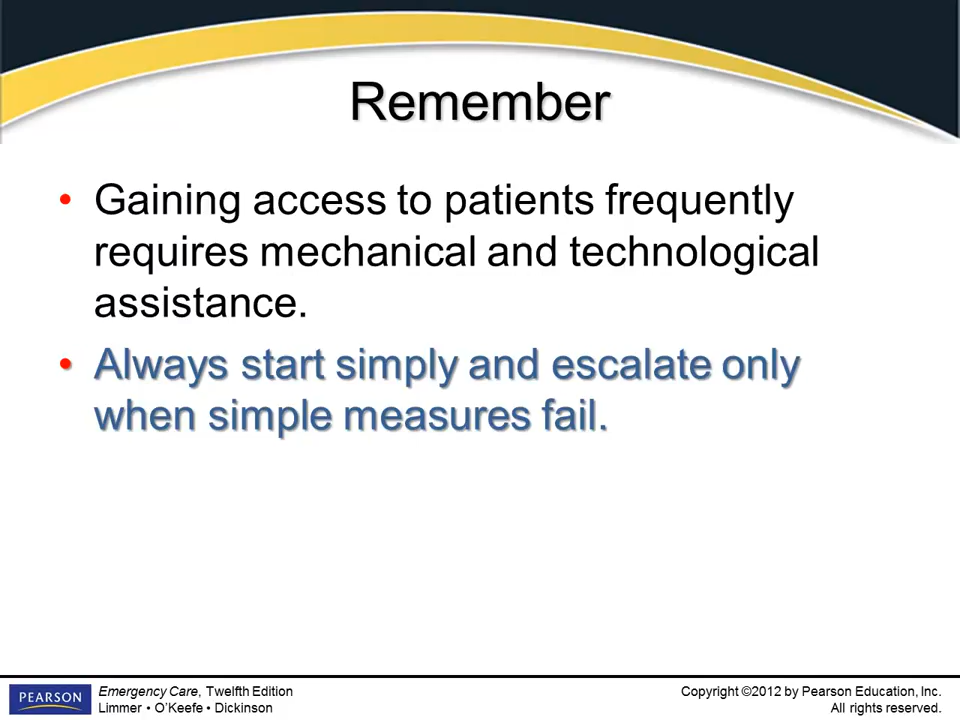 Remember
• Gaining access to patients frequently
requires mechanical and technological
assistance.
• Always start simply and escalate only
when simple measures fail.
PEARSON
Emergency Care, Twelfth Edition
Limmer • O'Keefe • Dickinson
Copyright ©2012 by Pearson Education, Inc.
All rights reserved.